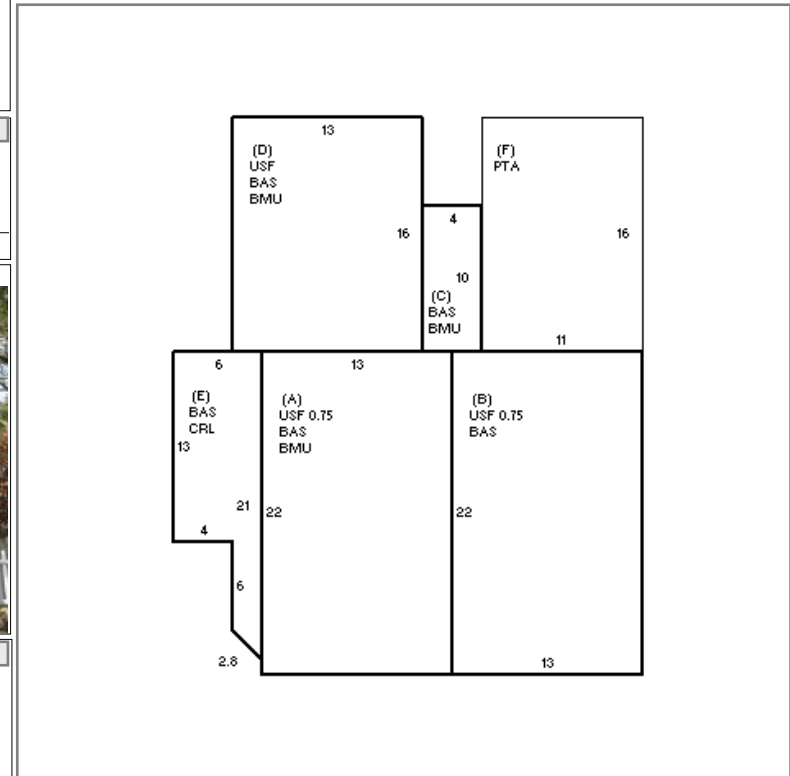 13
(D)
USF
BAS
BMU
16
(F)
PTA
16
4
10
(C)
BAS
BMU
11
6
(E)
BAS
CRL
13
21
4
6
2.8
13
(A)
USF 0.75
BAS
BMU
22
(B)
USF 0.75
BAS
22
13